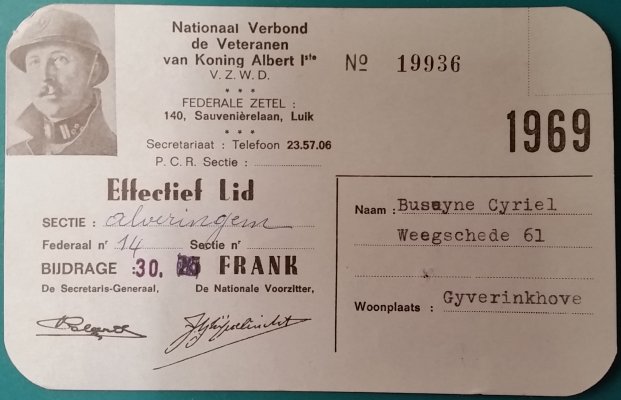 Nationaal Verbond
de Veteranen
van Koning Albert Iste
V. Z. W. D.
* * *
FEDERALE ZETEL :
140, Sauvenièrelaan, Luik
* * *
Secretariaat : Telefoon 23.57.06
P. C. R. Sectie :
Nº 19936
1969
Effectief Lid
SECTIE : alveringem
Federaal nʳ 14 Sectie nʳ
BIJDRAGE : 30, FRANK
De Secretaris-Generaal, De Nationale Voorzitter,
Naam : Busayne Cyriel
Weegschede 61
Woonplaats : Gyverinkhove